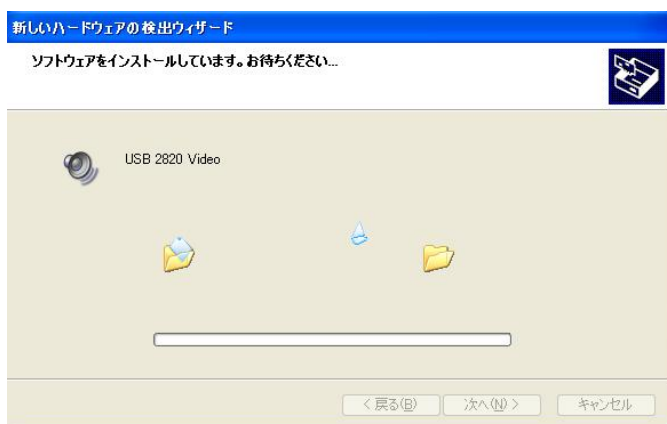 新しいハードウェアの検出ウィザード
ソフトウェアをインストールしています。お待ちください...
USB 2820 Video
< 戻る(B)
次へ(N) >
キャンセル